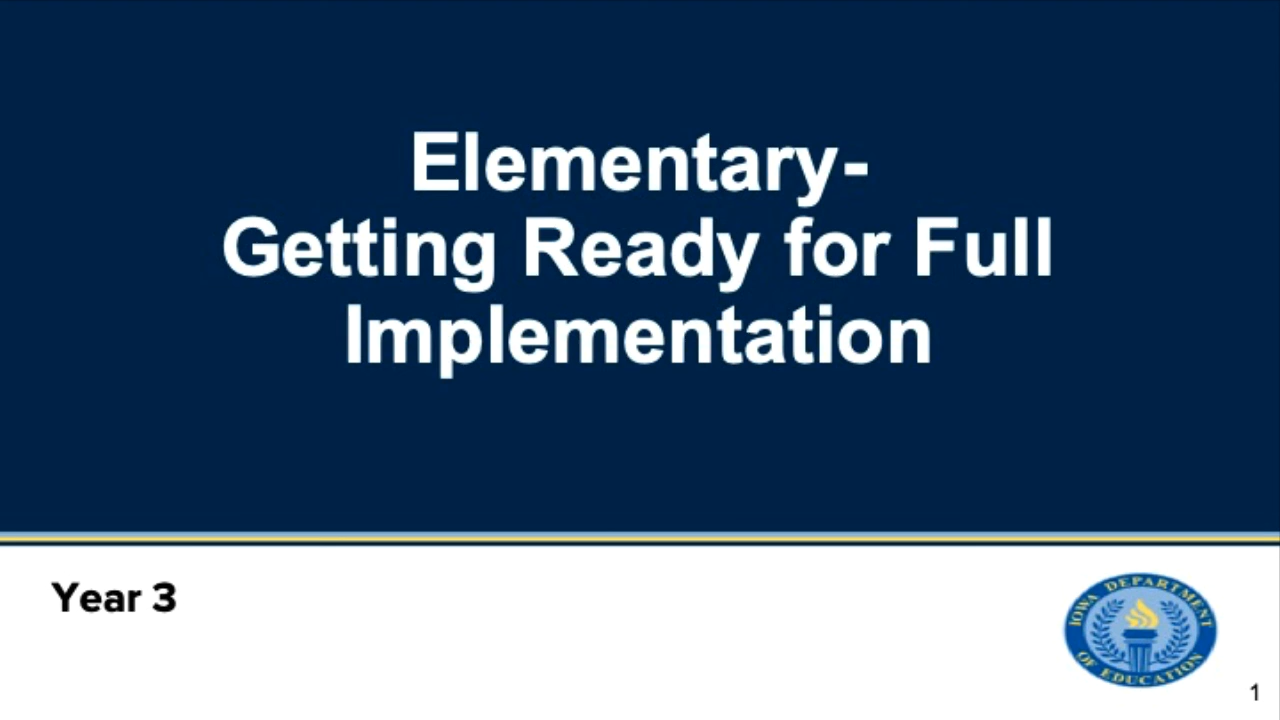 Elementary-
Getting Ready for Full
Implementation
Year 3
IOWA DEPARTMENT
OF EDUCATION
1